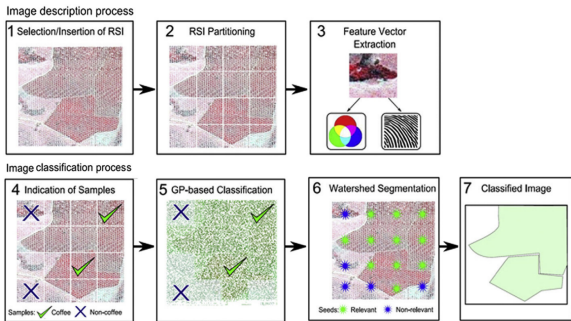 Image description process
1 Selection/Insertion of RSI
2 RSI Partitioning
3 Feature Vector
Extraction
Image classification process
4 Indication of Samples
5 GP-based Classification
6 Watershed Segmentation
7 Classified Image
Samples: Coffee Non-coffee
Seeds: Relevant Non-relevant